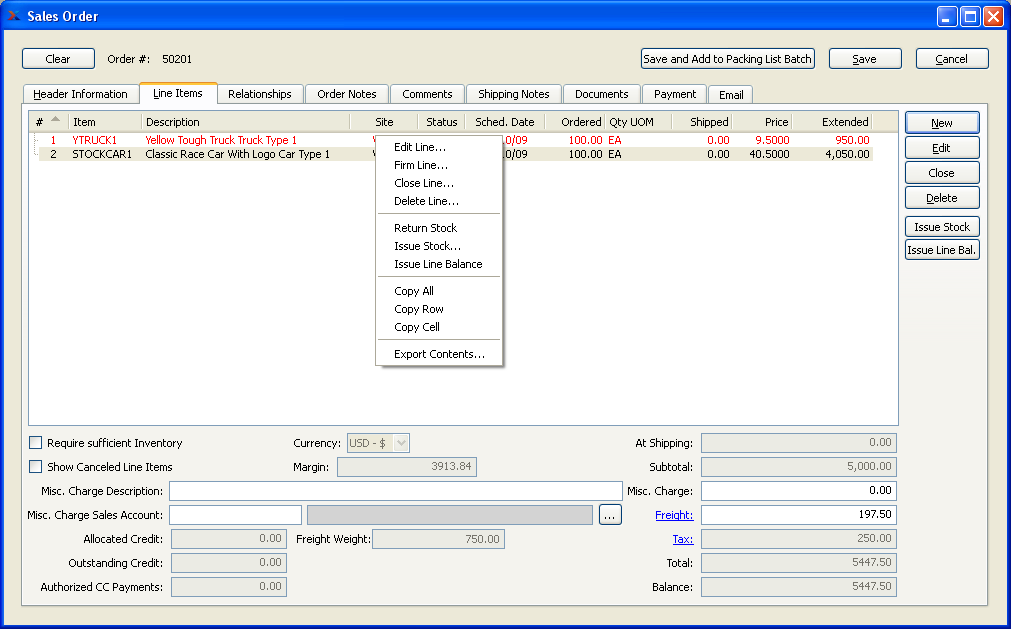 Sales Order
Clear Order #: 50201 Save and Add to Packing List Batch Save Cancel
Header Information Line Items Relationships Order Notes Comments Shipping Notes Documents Payment Email
# Item Description Site Status Sched. Date Ordered Qty UOM Shipped Price Extended
1 YTRUCK1 Yellow Tough Truck Truck Type 1 0/09 100.00 EA 0.00 9.5000 950.00
2 STOCKCAR1 Classic Race Car With Logo Car Type 1 0/09 100.00 EA 0.00 40.5000 4,050.00
New
Edit
Close
Delete
Issue Stock
Issue Line Bal.
Edit Line...
Firm Line...
Close Line...
Delete Line...
Return Stock
Issue Stock...
Issue Line Balance
Copy All
Copy Row
Copy Cell
Export Contents...
Require sufficient Inventory Currency: USD - $ At Shipping: 0.00
Show Canceled Line Items Margin: 3913.84 Subtotal: 5,000.00
Misc. Charge Description: Misc. Charge: 0.00
Misc. Charge Sales Account: ... Freight: 197.50
Allocated Credit: 0.00 Freight Weight: 750.00 Tax: 250.00
Outstanding Credit: 0.00 Total: 5447.50
Authorized CC Payments: 0.00 Balance: 5447.50